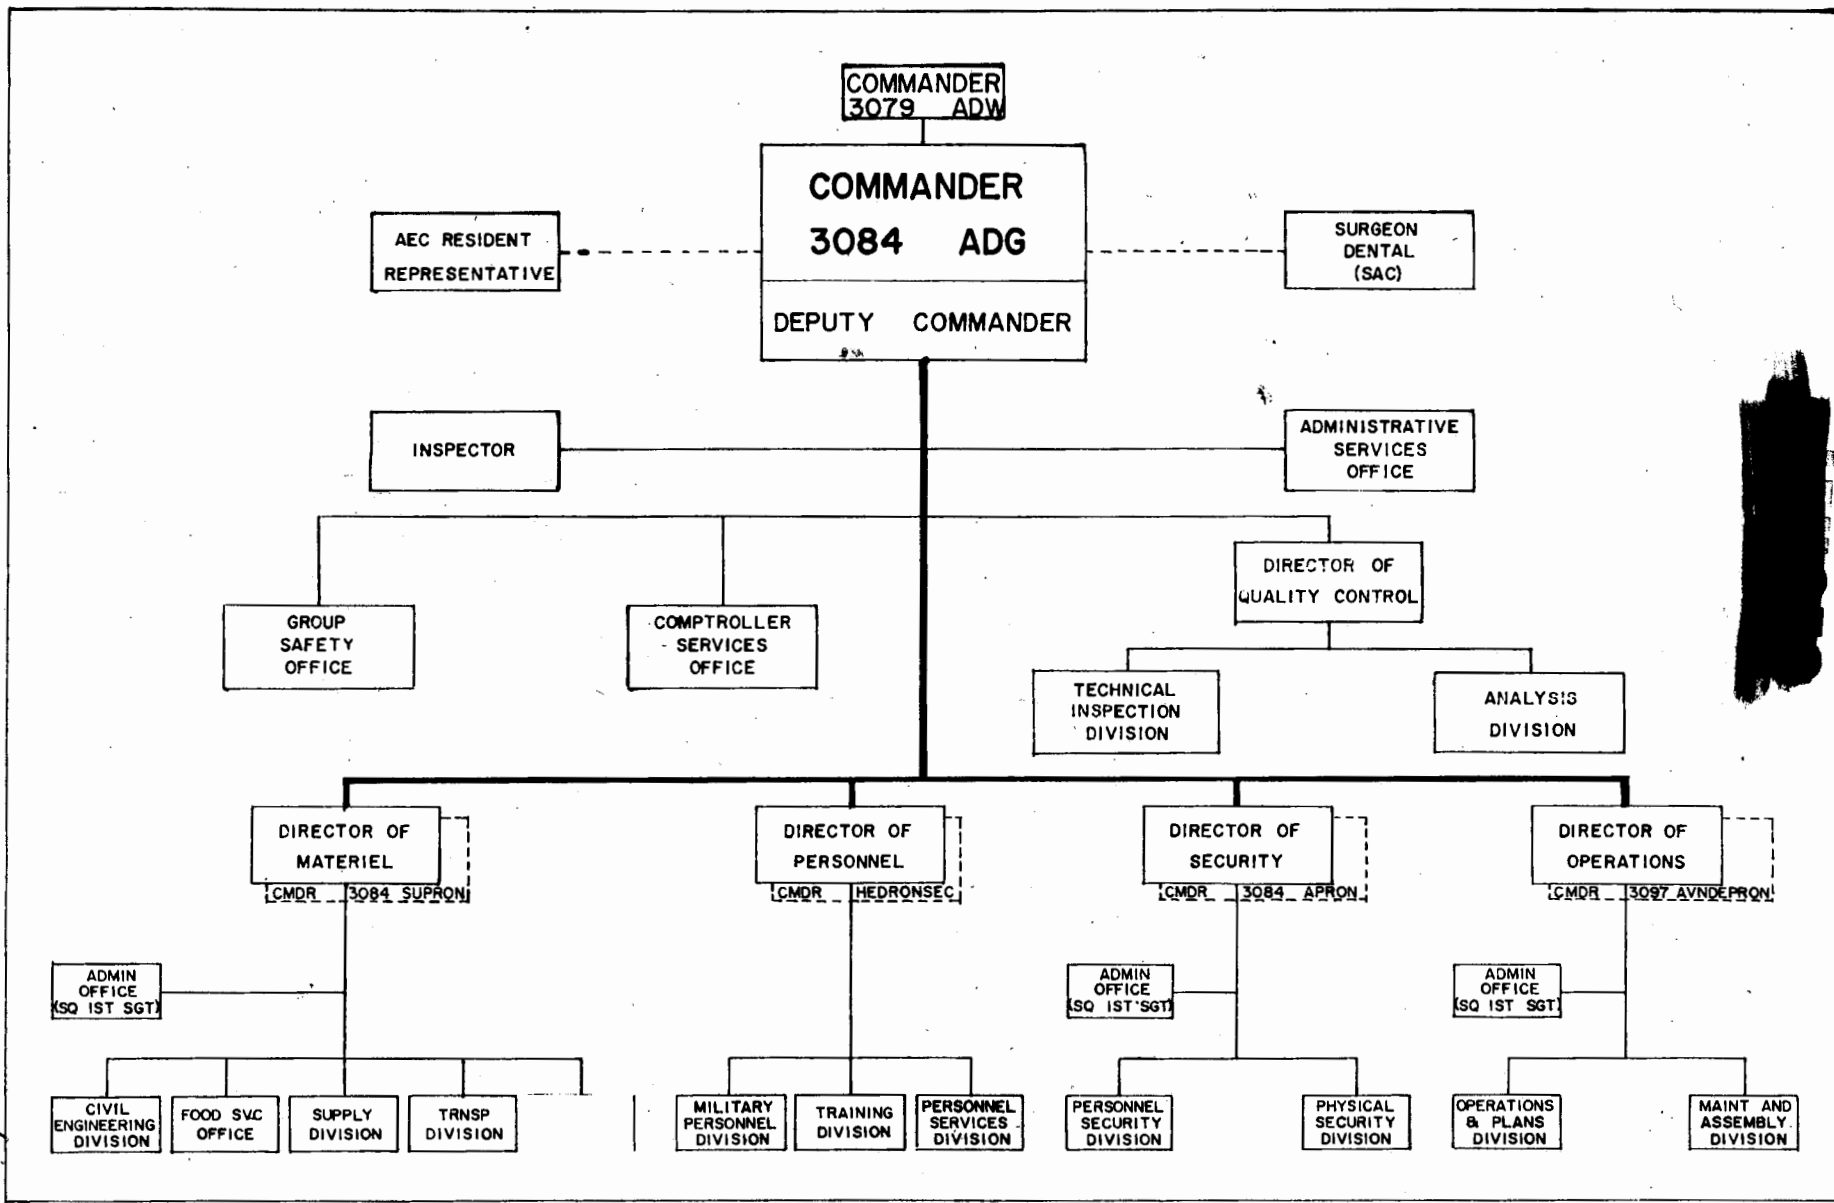 COMMANDER
3079 ADW
COMMANDER
3084 ADG
DEPUTY COMMANDER
AEC RESIDENT
REPRESENTATIVE
SURGEON
DENTAL
(SAC)
INSPECTOR
ADMINISTRATIVE
SERVICES
OFFICE
GROUP
SAFETY
OFFICE
COMPTROLLER
SERVICES
OFFICE
DIRECTOR OF
QUALITY CONTROL
TECHNICAL
INSPECTION
DIVISION
ANALYSIS
DIVISION
DIRECTOR OF
MATERIEL
CMDR 3084 SUPRON
DIRECTOR OF
PERSONNEL
CMDR HEDRONSEC
DIRECTOR OF
SECURITY
CMDR 3084 APRON
DIRECTOR OF
OPERATIONS
CMDR 3097 AVNDEPRON
ADMIN
OFFICE
(SQ IST SGT)
ADMIN
OFFICE
(SQ IST SGT)
ADMIN
OFFICE
(SQ IST SGT)
CIVIL
ENGINEERING
DIVISION
FOOD SVC
OFFICE
SUPPLY
DIVISION
TRNSP
DIVISION
MILITARY
PERSONNEL
DIVISION
TRAINING
DIVISION
PERSONNEL
SERVICES
DIVISION
PERSONNEL
SECURITY
DIVISION
PHYSICAL
SECURITY
DIVISION
OPERATIONS
& PLANS
DIVISION
MAINT AND
ASSEMBLY
DIVISION